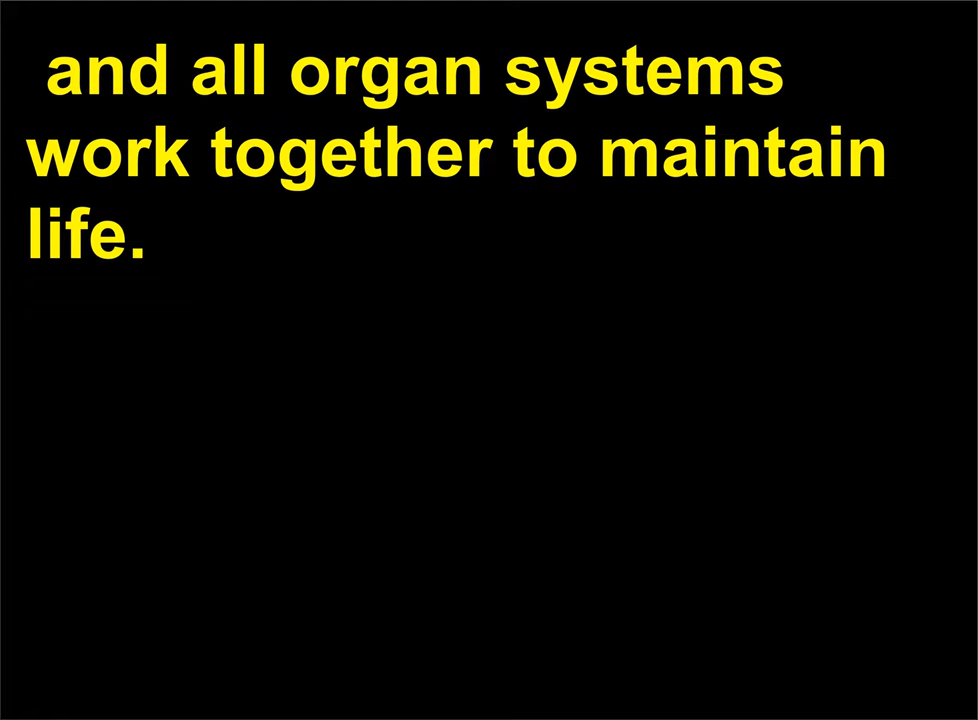 and all organ systems
work together to maintain
life.